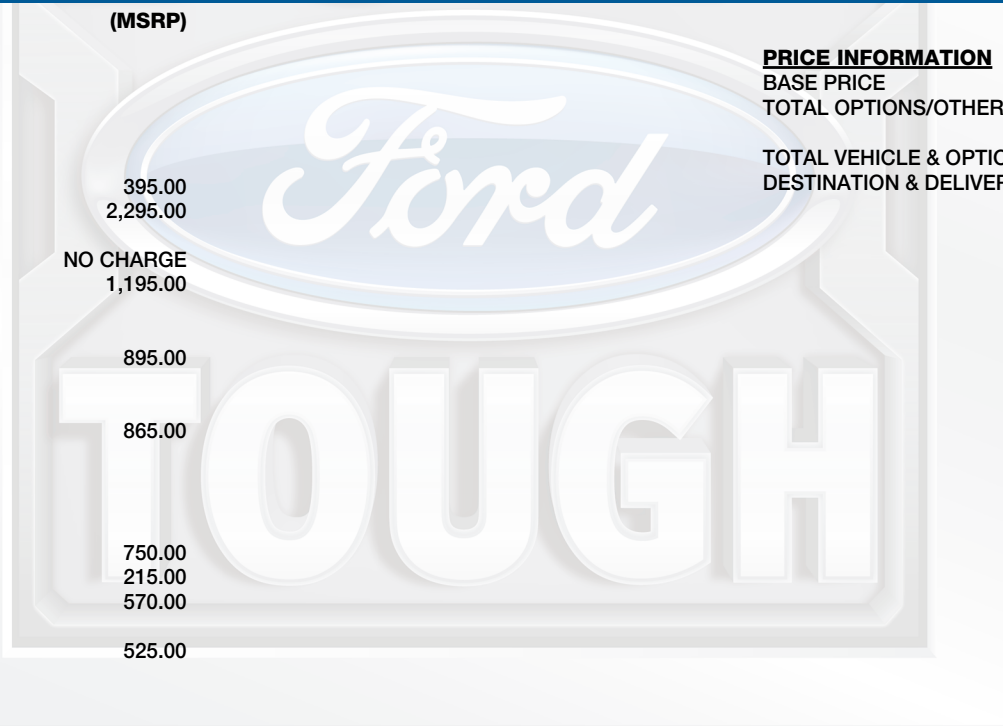 (MSRP)
395.00
2,295.00
NO CHARGE
1,195.00
895.00
865.00
750.00
215.00
570.00
525.00
PRICE INFORMATION
BASE PRICE
TOTAL OPTIONS/OTHER
TOTAL VEHICLE & OPTIO
DESTINATION & DELIVER
Ford
TOUGH